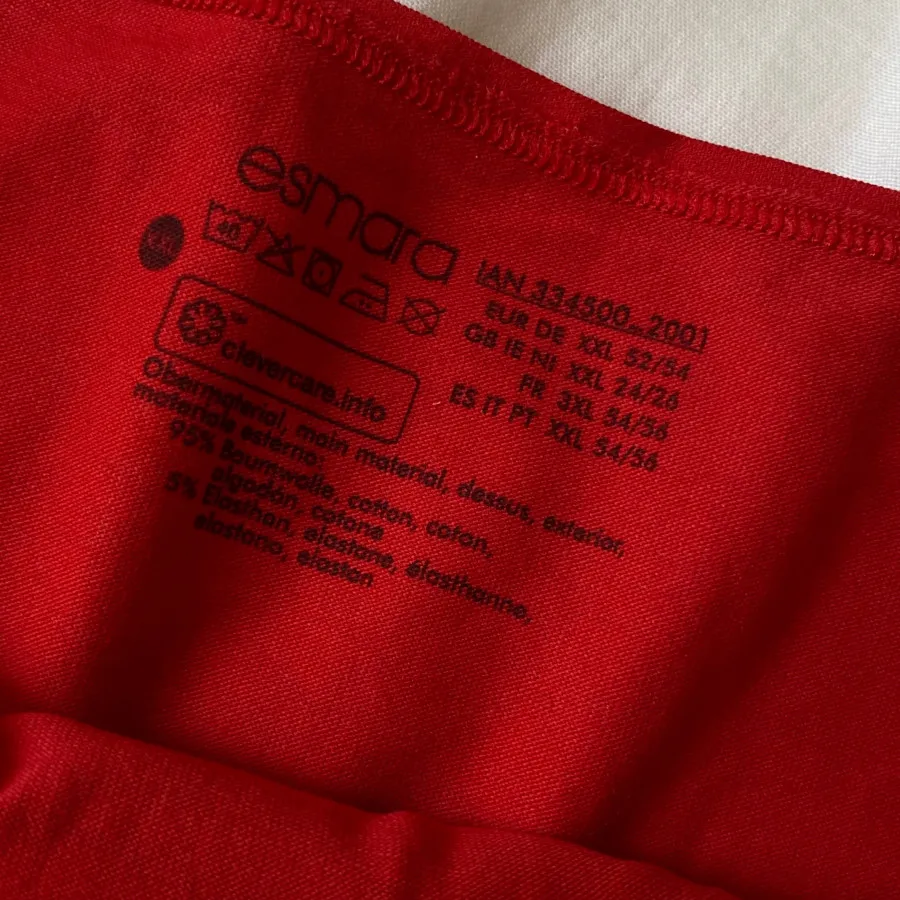 esmara
2XL
40
IAN 334500_2001
EUR DE XXL 52/54
GB IE NI XXL 24/26
FR 3XL 54/56
ES IT PT XXL 54/56
clevercare.info
Obermaterial, main material, dessus, exterior,
materiale esterno:
95% Baumwolle, cotton, coton,
algodón, cotone
5% Elasthan, elastane, élasthanne,
elastano, elastan